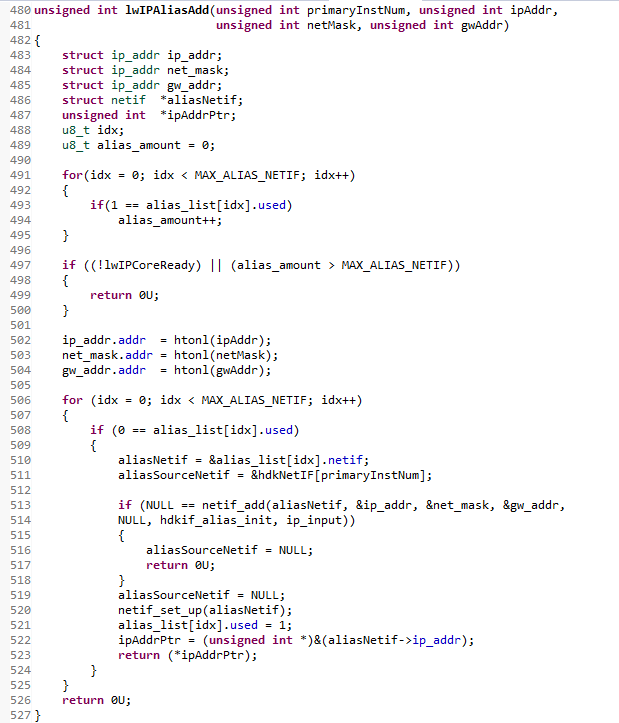 480 unsigned int lwIPAliasAdd(unsigned int primaryInstNum, unsigned int ipAddr,
481                           unsigned int netMask, unsigned int gwAddr)
482 {
483     struct ip_addr ip_addr;
484     struct ip_addr net_mask;
485     struct ip_addr gw_addr;
486     struct netif  *aliasNetif;
487     unsigned int  *ipAddrPtr;
488     u8_t idx;
489     u8_t alias_amount = 0;
490
491     for(idx = 0; idx < MAX_ALIAS_NETIF; idx++)
492     {
493         if(1 == alias_list[idx].used)
494             alias_amount++;
495     }
496
497     if ((!lwIPCoreReady) || (alias_amount > MAX_ALIAS_NETIF))
498     {
499         return 0U;
500     }
501
502     ip_addr.addr  = htonl(ipAddr);
503     net_mask.addr = htonl(netMask);
504     gw_addr.addr  = htonl(gwAddr);
505
506     for (idx = 0; idx < MAX_ALIAS_NETIF; idx++)
507     {
508         if (0 == alias_list[idx].used)
509         {
510             aliasNetif = &alias_list[idx].netif;
511             aliasSourceNetif = &hdkNetIF[primaryInstNum];
512
513             if (NULL == netif_add(aliasNetif, &ip_addr, &net_mask, &gw_addr,
514             NULL, hdkif_alias_init, ip_input))
515             {
516                 aliasSourceNetif = NULL;
517                 return 0U;
518             }
519             aliasSourceNetif = NULL;
520             netif_set_up(aliasNetif);
521             alias_list[idx].used = 1;
522             ipAddrPtr = (unsigned int *)&(aliasNetif->ip_addr);
523             return (*ipAddrPtr);
524         }
525     }
526     return 0U;
527 }